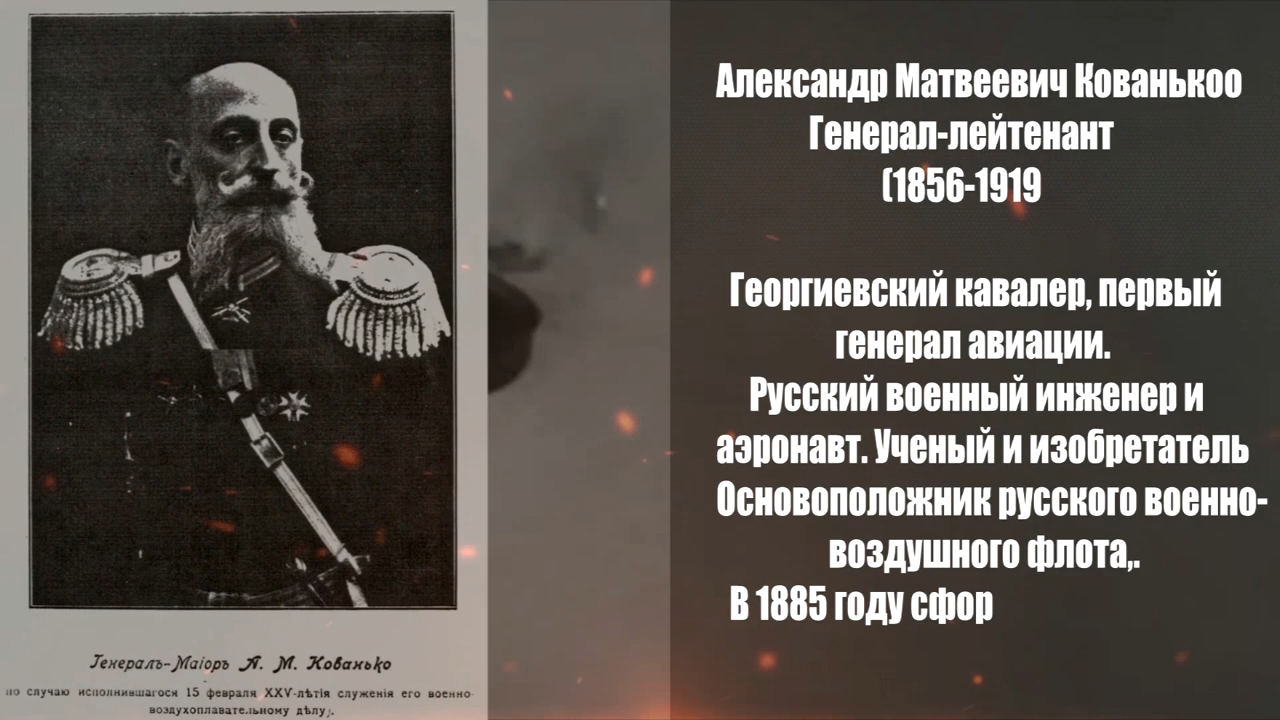 Александр Матвеевич Кованькоо
Генерал-лейтенант
(1856-1919
Георгиевский кавалер, первый
генерал авиации.
Русский военный инженер и
аэронавт. Ученый и изобретатель
Основоположник русского военно-
воздушного флота,.
В 1885 году сфор
Генералъ-Маіоръ А. М. Кованько
по случаю исполнившагося 15 февраля XXV-лѣтія служенія его военно-
воздухоплавательному дѣлу).